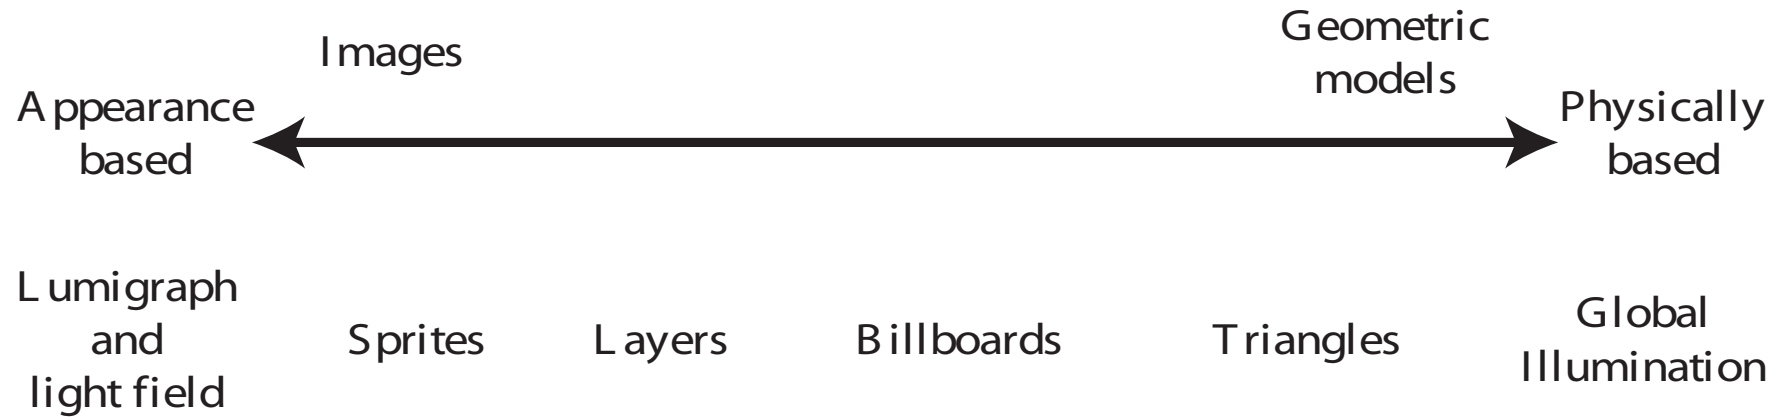 Images
Geometric
models
Appearance
based
Physically
based
Lumigraph
and
light field
Sprites
Layers
Billboards
Triangles
Global
Illumination